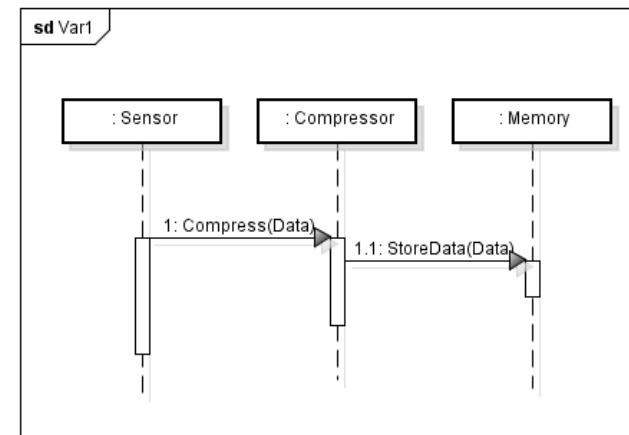 sd Var1
: Sensor
: Compressor
: Memory
1: Compress(Data)
1.1: StoreData(Data)